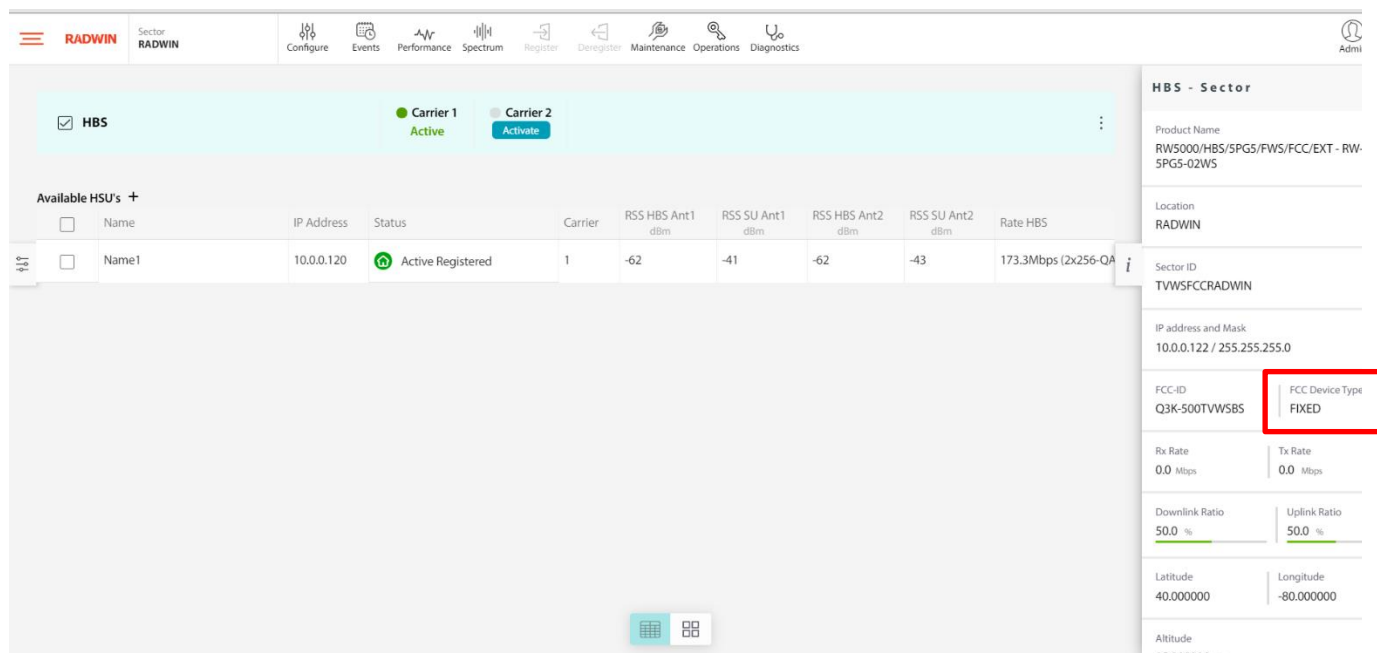 RADWIN
Sector
RADWIN
Configure Events Performance Spectrum Register Deregister Maintenance Operations Diagnostics
HBS
Carrier 1
Active
Carrier 2
Activate
Available HSU's +
Name IP Address Status Carrier RSS HBS Ant1 dBm RSS SU Ant1 dBm RSS HBS Ant2 dBm RSS SU Ant2 dBm Rate HBS
Name1 10.0.0.120 Active Registered 1 -62 -41 -62 -43 173.3Mbps (2x256-QA
i
HBS - Sector
Product Name
RW5000/HBS/5PG5/FWS/FCC/EXT - RW-
5PG5-02WS
Location
RADWIN
Sector ID
TVWSFCCRADWIN
IP address and Mask
10.0.0.122 / 255.255.255.0
FCC-ID FCC Device Type
Q3K-500TVWSBS FIXED
Rx Rate Tx Rate
0.0 Mbps 0.0 Mbps
Downlink Ratio Uplink Ratio
50.0 % 50.0 %
Latitude Longitude
40.000000 -80.000000
Altitude